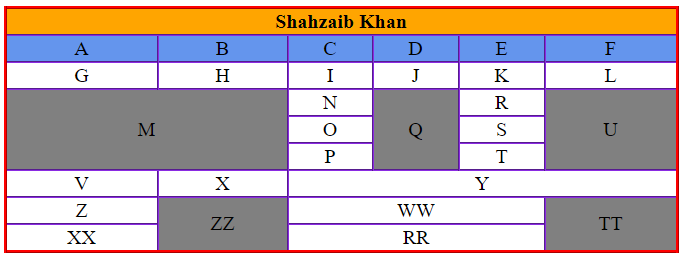 Shahzaib Khan
A B C D E F
G H I J K L
N R
M O Q S U
P T
V X Y
Z WW
ZZ TT
XX RR